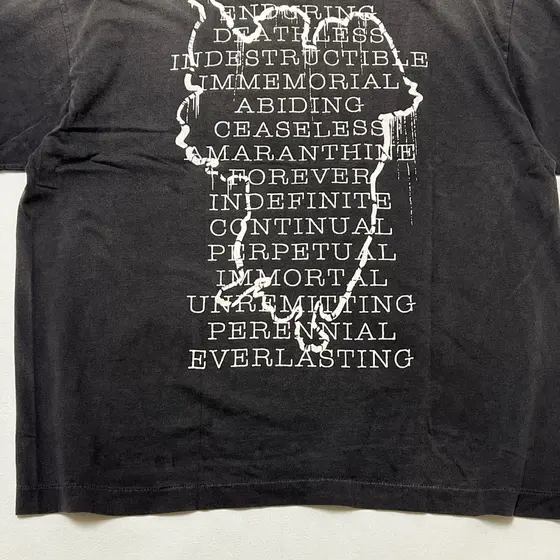 ENDURING
DEATHLESS
INDESTRUCTIBLE
IMMEMORIAL
ABIDING
CEASELESS
AMARANTHINE
FOREVER
INDEFINITE
CONTINUAL
PERPETUAL
IMMORTAL
UNREMITTING
PERENNIAL
EVERLASTING